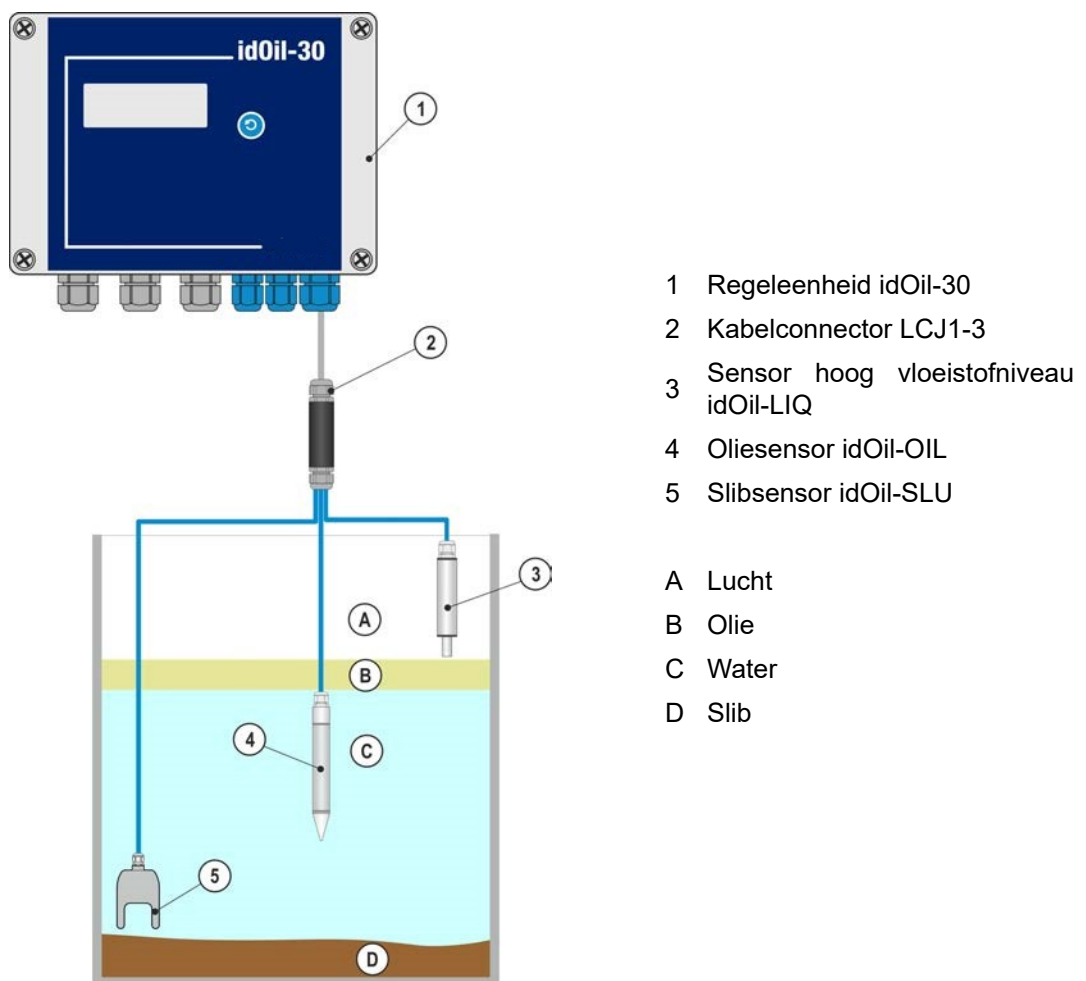 idOil-30
1
2
3
A
B
4
C
5
D
1 Regeleenheid idOil-30
2 Kabelconnector LCJ1-3
3 Sensor hoog vloeistofniveau
idOil-LIQ
4 Oliesensor idOil-OIL
5 Slibsensor idOil-SLU
A Lucht
B Olie
C Water
D Slib